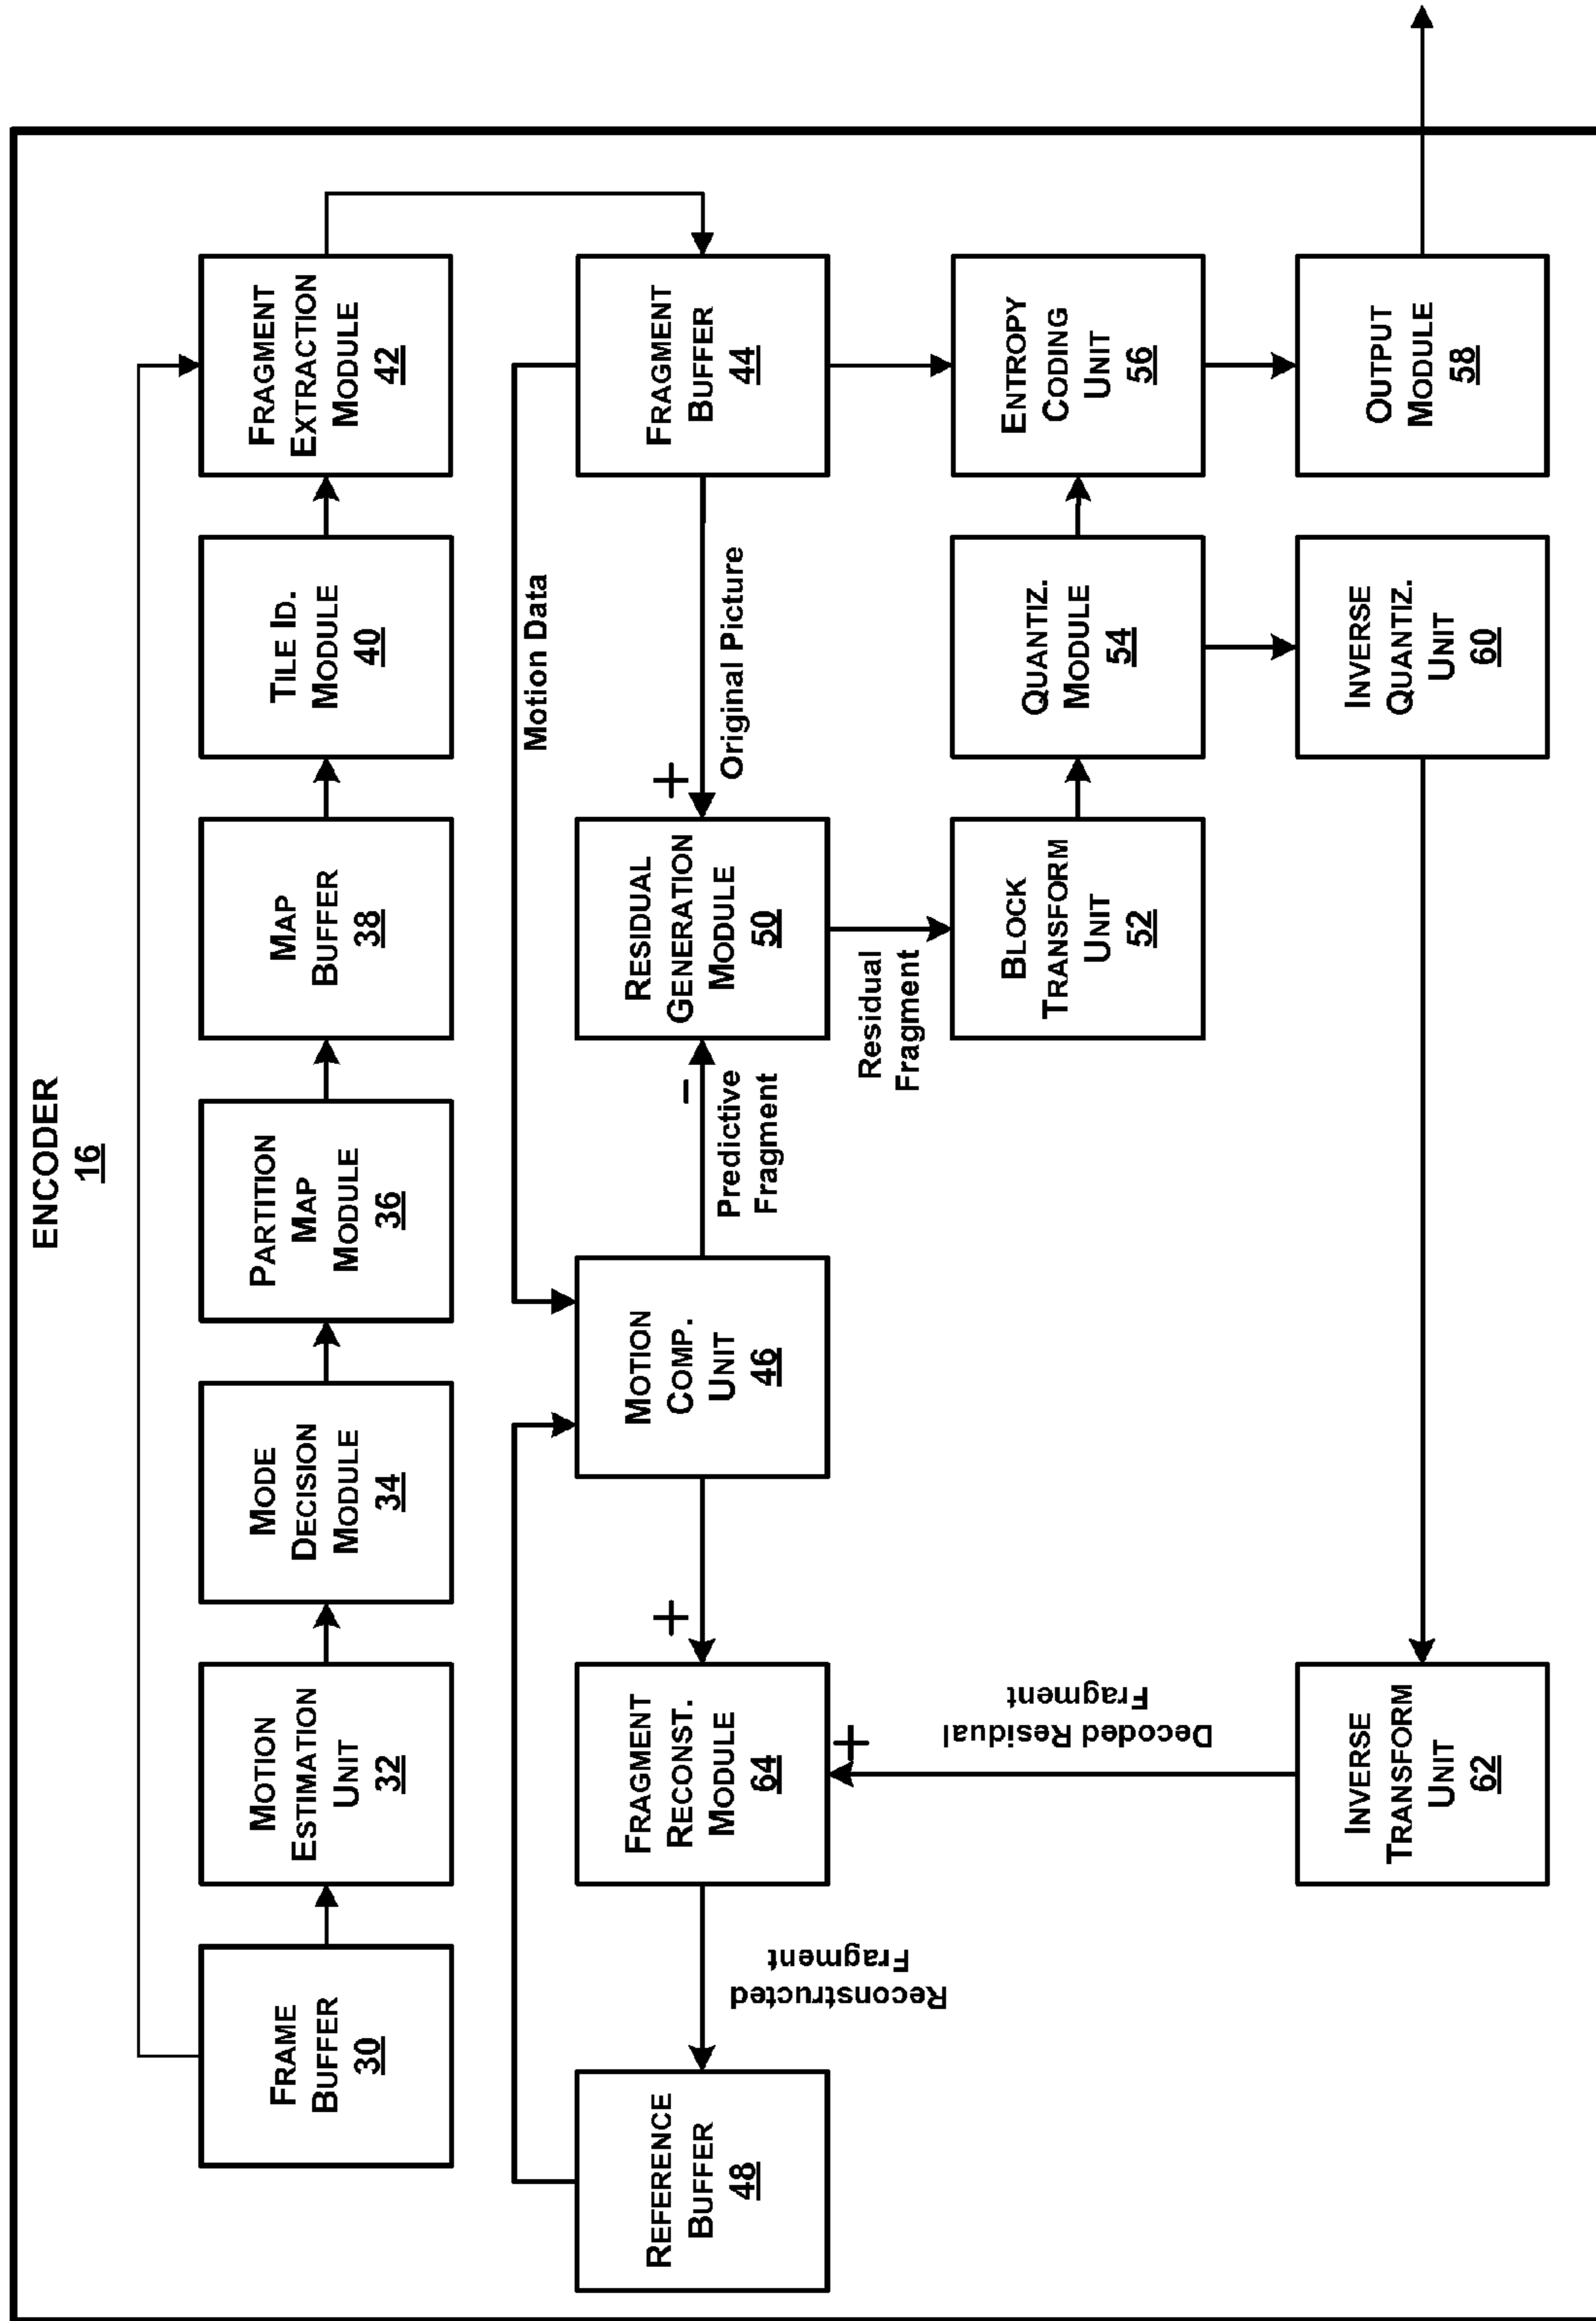 ENCODER
16
FRAME
BUFFER
30
MOTION
ESTIMATION
UNIT
32
MODE
DECISION
MODULE
34
PARTITION
MAP
MODULE
36
MAP
BUFFER
38
TILE ID.
MODULE
40
FRAGMENT
EXTRACTION
MODULE
42
Motion Data
REFERENCE
BUFFER
48
Reconstructed
Fragment
FRAGMENT
RECONST.
MODULE
64
+
+
MOTION
COMP.
UNIT
46
-
Predictive
Fragment
RESIDUAL
GENERATION
MODULE
50
+
Original Picture
FRAGMENT
BUFFER
44
Decoded Residual
Fragment
Residual
Fragment
BLOCK
TRANSFORM
UNIT
52
QUANTIZ.
MODULE
54
ENTROPY
CODING
UNIT
56
INVERSE
TRANSFORM
UNIT
62
INVERSE
QUANTIZ.
UNIT
60
OUTPUT
MODULE
58